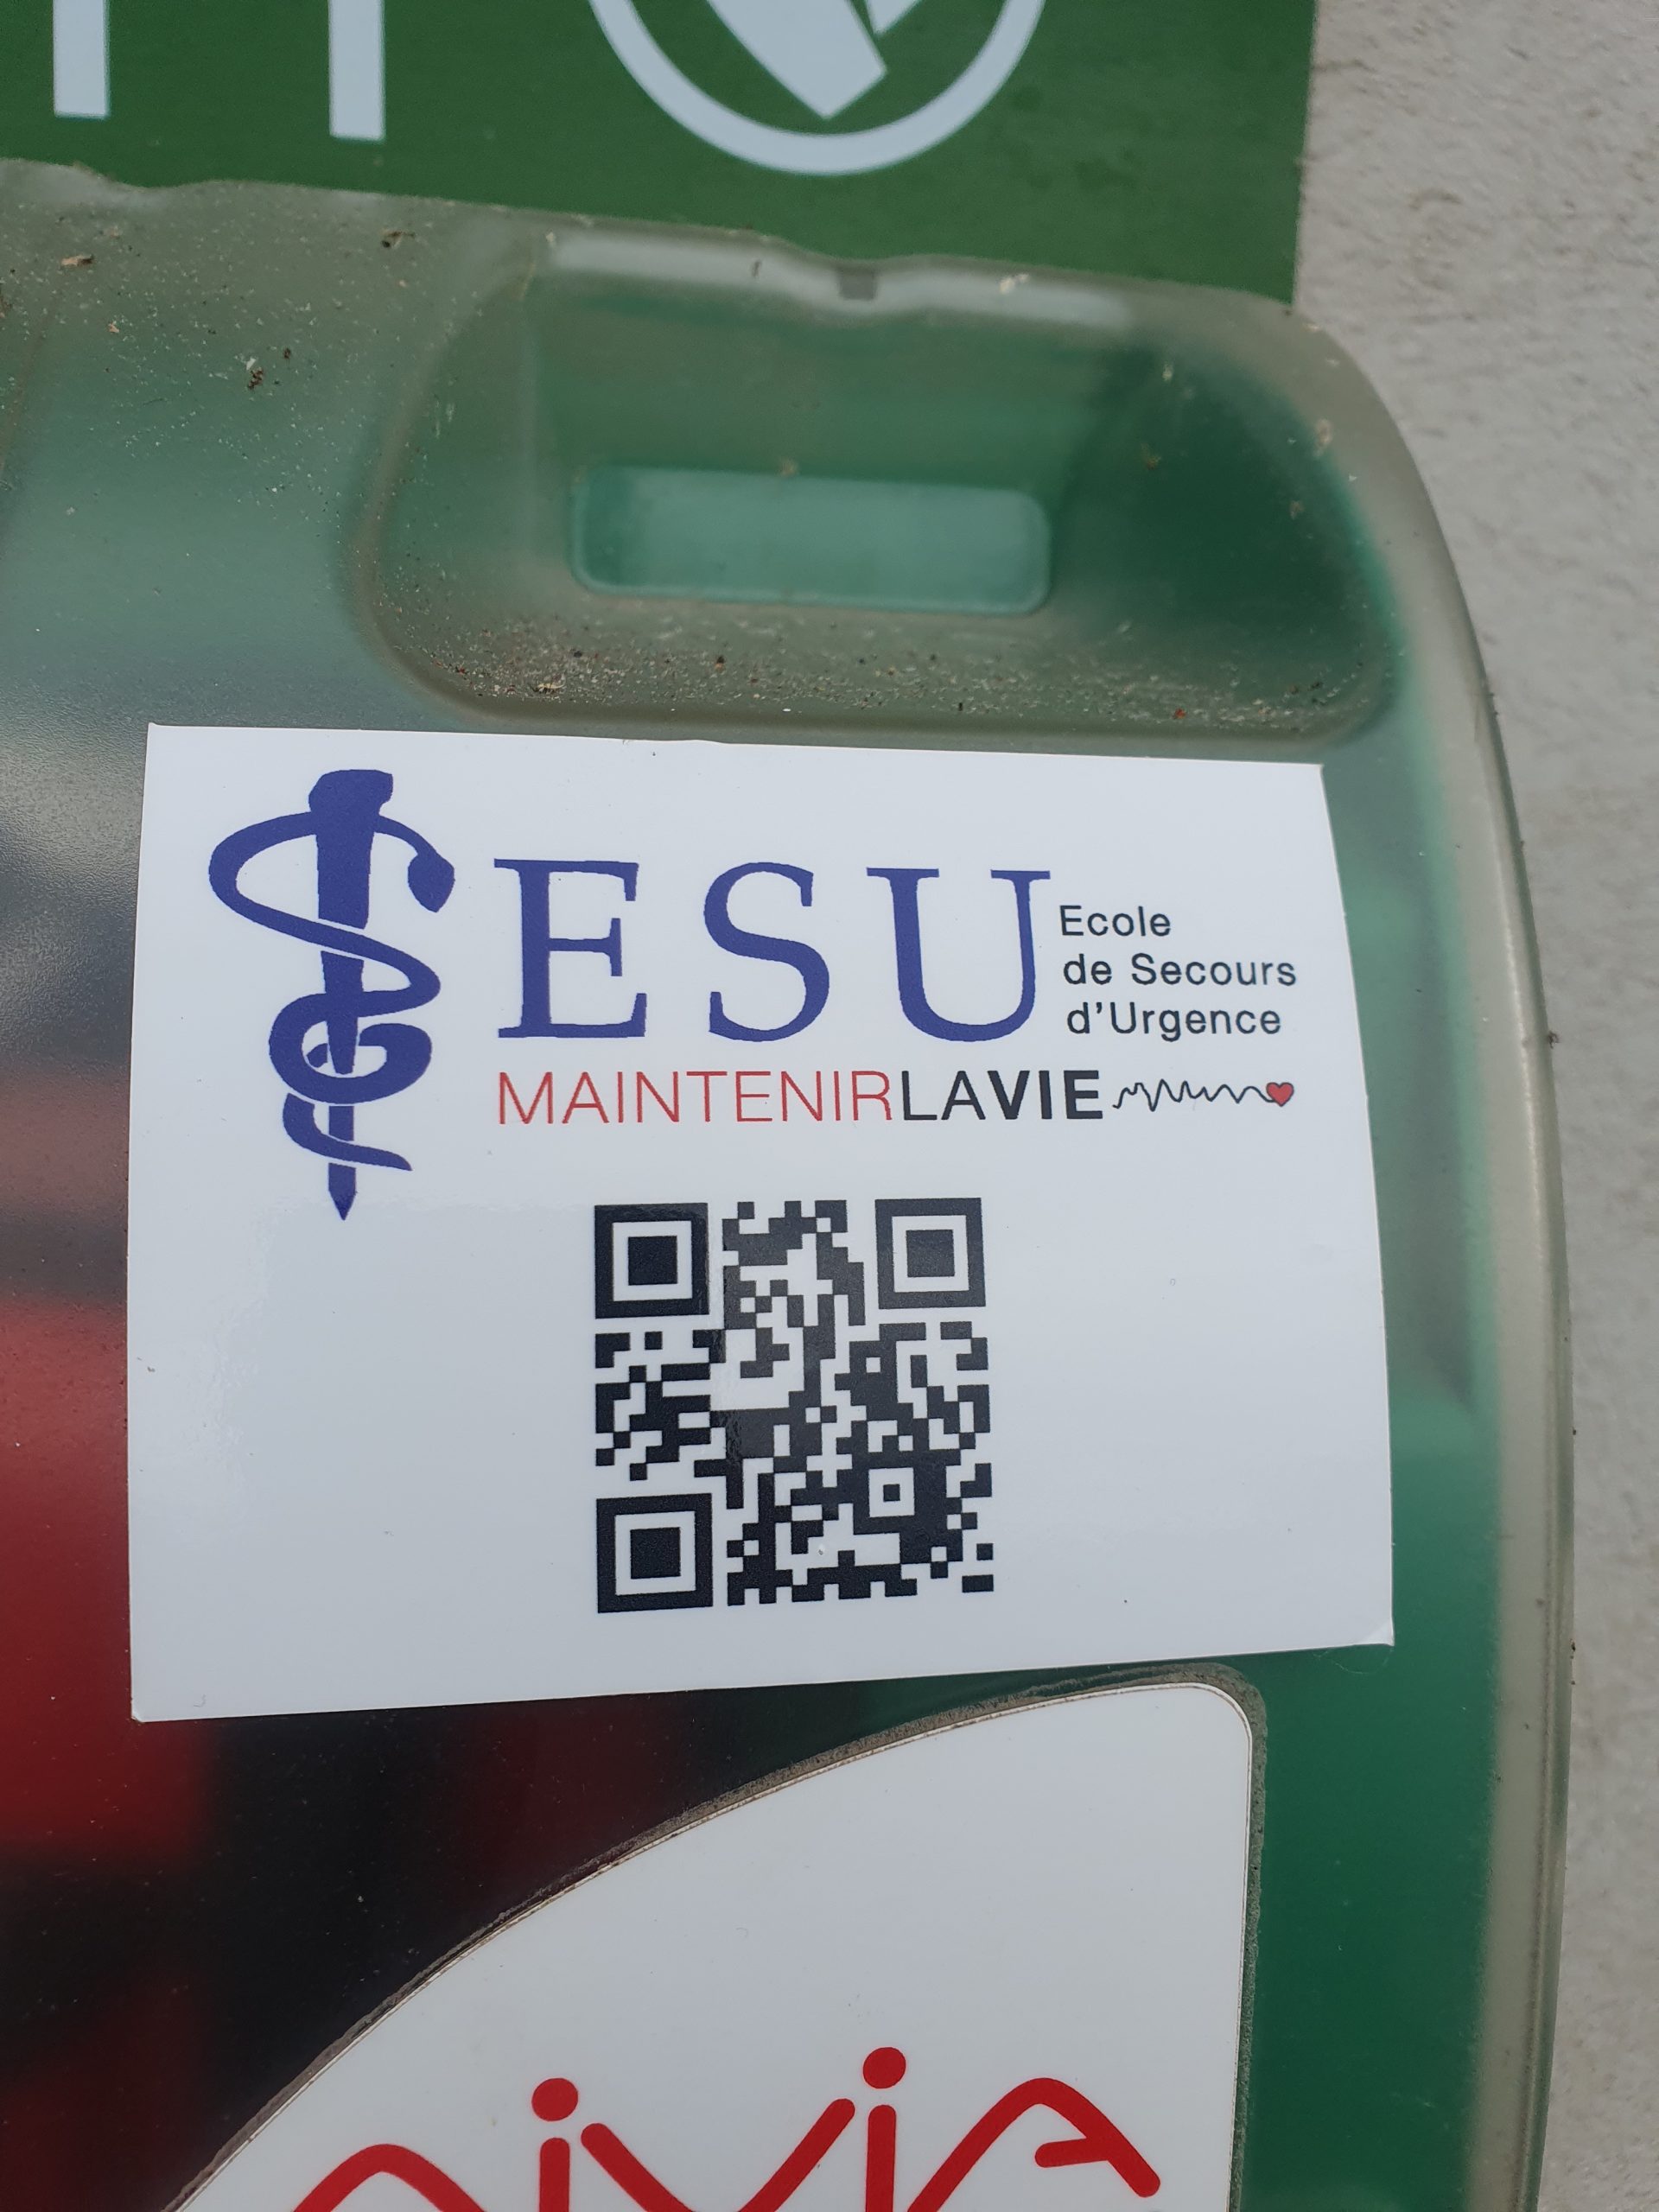 ESU
Ecole
de Secours
d'Urgence
MAINTENIRLAVIE